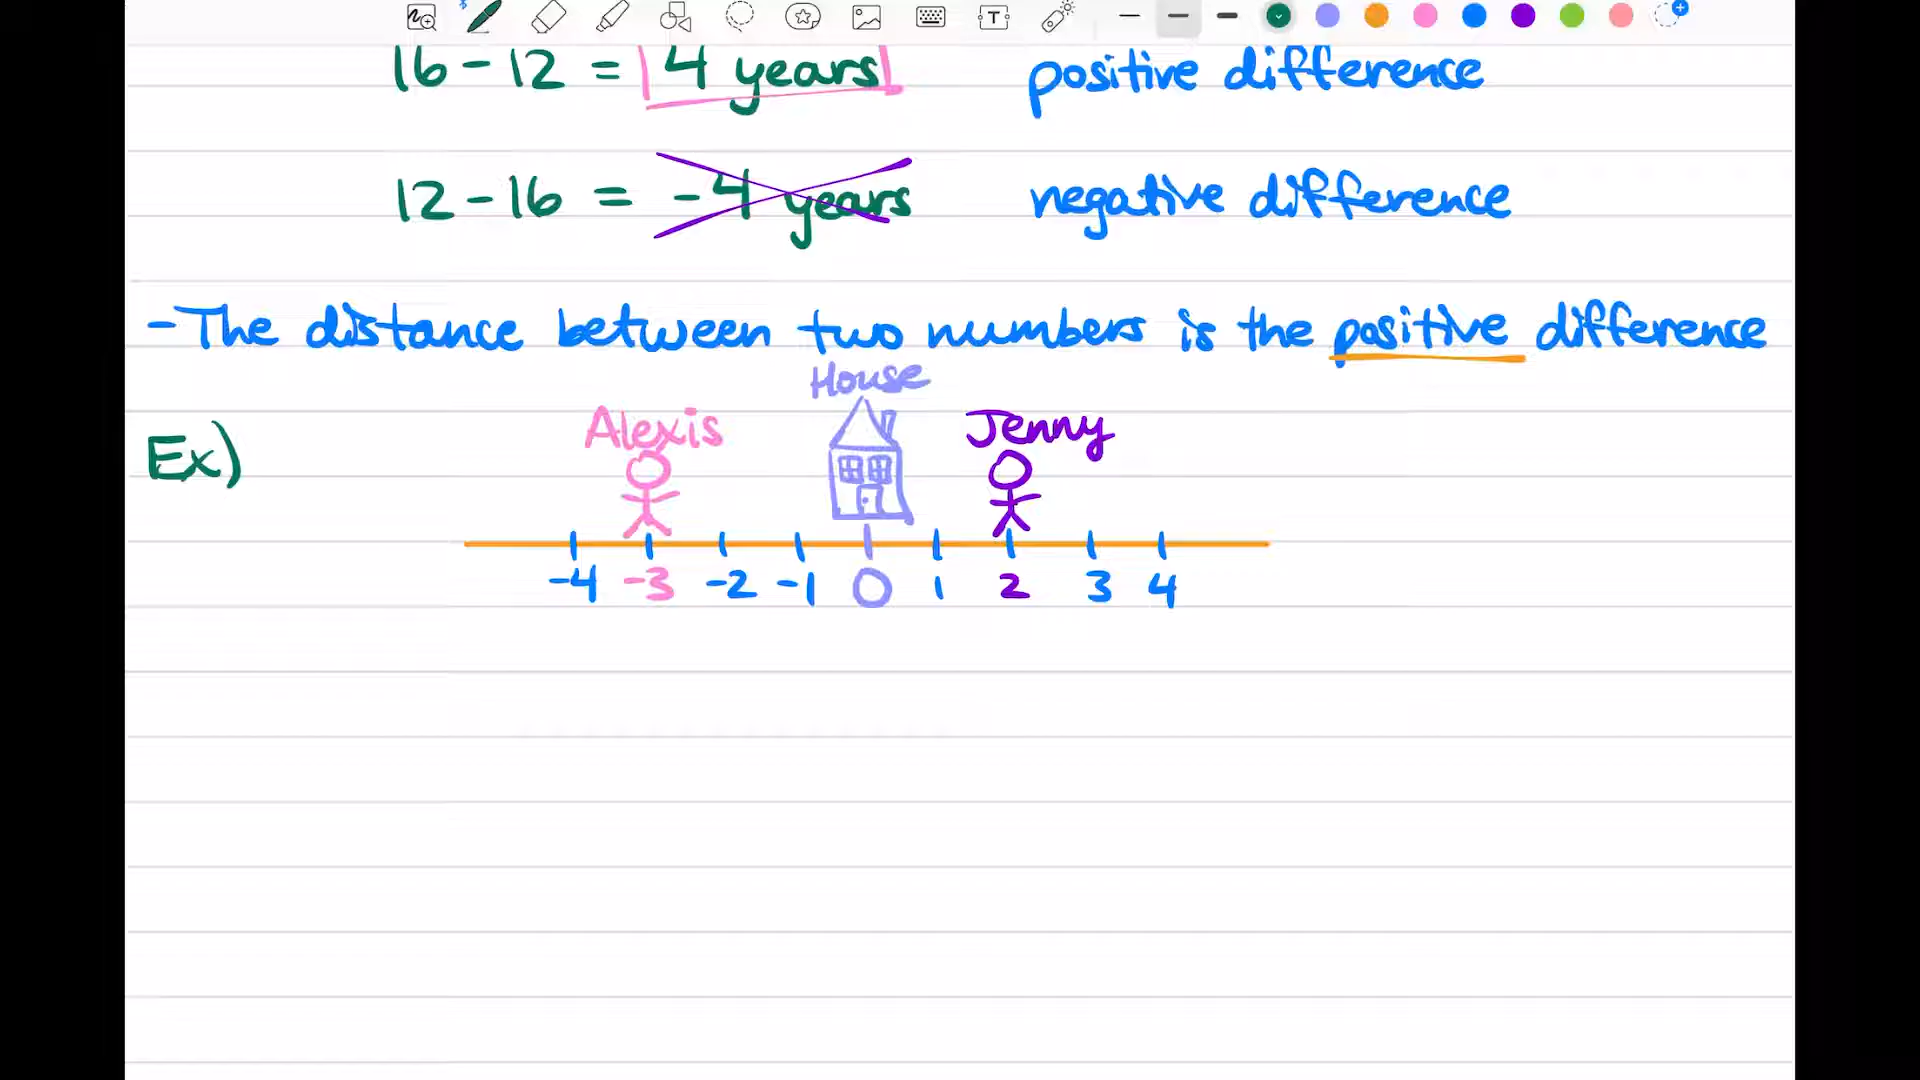 16 - 12 = 4 years positive difference
12 - 16 = -4 years negative difference
- The distance between two numbers is the positive difference
House
Alexis Jenny
Ex)
-4 -3 -2 -1 0 1 2 3 4